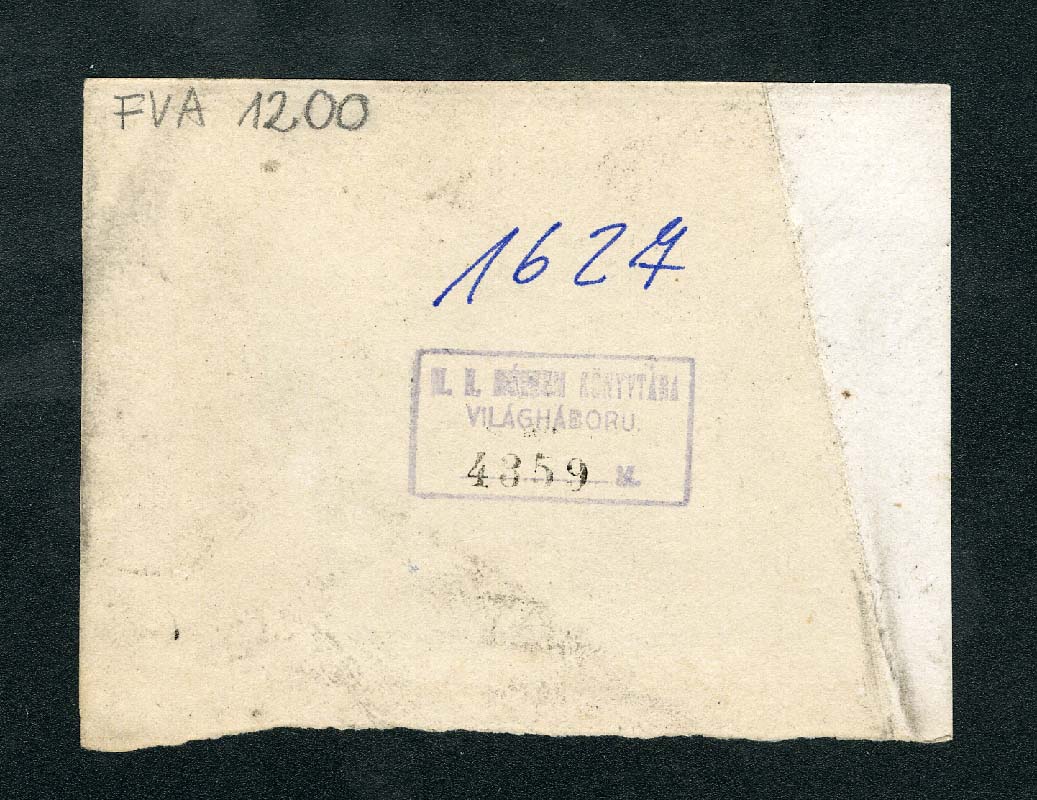 FVA 1200
1627
KÖNYVTÁRA
VILÁGHÁBORU.
4359